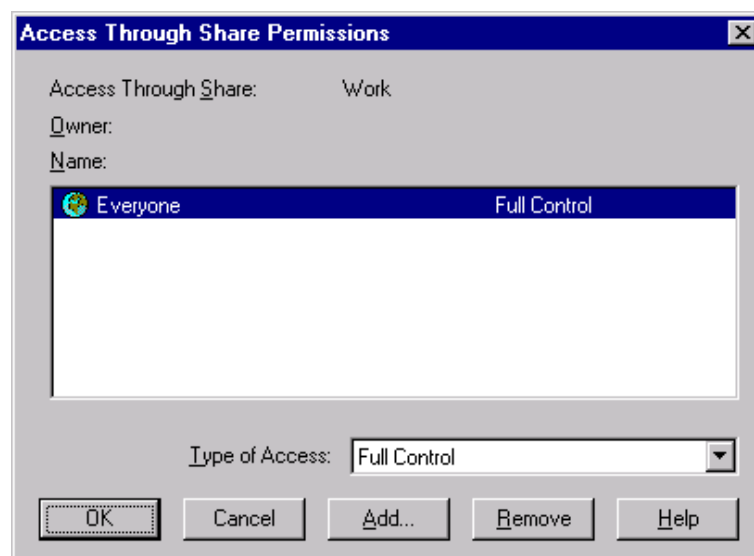 Access Through Share Permissions
Access Through Share: Work
Owner:
Name:
Everyone Full Control
Type of Access: Full Control
OK Cancel Add... Remove Help